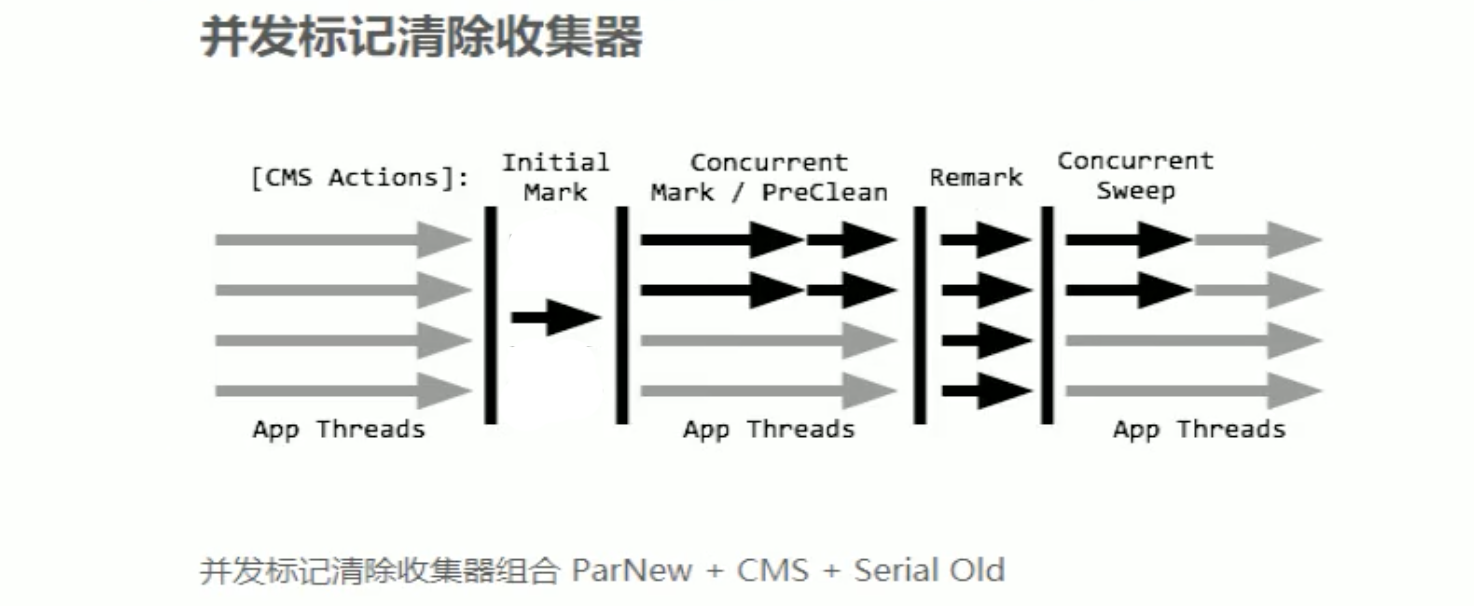 并发标记清除收集器
[CMS Actions]:
Initial
Mark
Concurrent
Mark / PreClean
Remark
Concurrent
Sweep
App Threads
App Threads
App Threads
并发标记清除收集器组合 ParNew + CMS + Serial Old